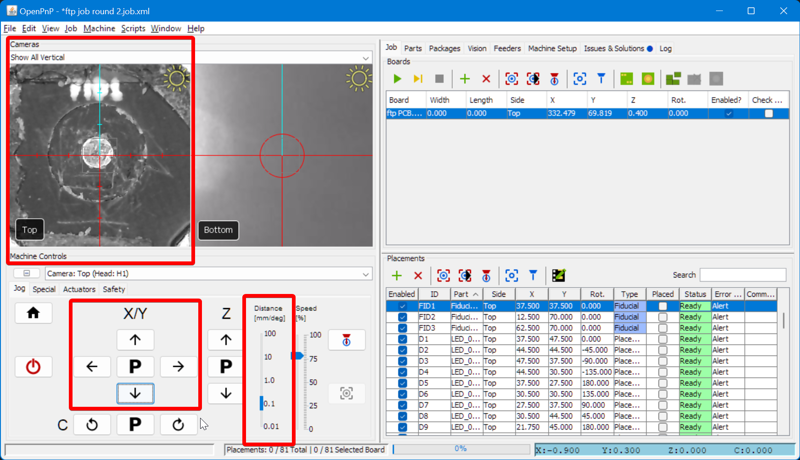 OpenPnP - *ftp job round 2.job.xml
File Edit View Job Machine Scripts Window Help
Cameras
Show All Vertical
Top
Bottom
Machine Controls
Camera: Top (Head: H1)
Jog Special Actuators Safety
X/Y Z
Distance [mm/deg]
Speed [%]
100 100
10 75
1.0 50
0.1 25
0.01 0
P P
C P
Job Parts Packages Vision Feeders Machine Setup Issues & Solutions Log
Boards
Board Width Length Side X Y Z Rot. Enabled? Check ...
ftp PCB.... 0.000 0.000 Top 332.479 69.819 0.400 0.000
Placements
Search
Enabled ID Part Side X Y Rot. Type Placed Status Error ... Comm...
FID1 Fiduci... Top 37.500 37.500 0.000 Fiducial Ready Alert
FID2 Fiduci... Top 12.500 70.000 0.000 Fiducial Ready Alert
FID3 Fiduci... Top 62.500 70.000 0.000 Fiducial Ready Alert
D1 LED_0... Top 37.500 47.500 0.000 Place... Ready Alert
D2 LED_0... Top 44.500 44.500 -45.000 Place... Ready Alert
D3 LED_0... Top 47.500 37.500 -90.000 Place... Ready Alert
D4 LED_0... Top 44.500 30.500 -135.000 Place... Ready Alert
D5 LED_0... Top 37.500 27.500 180.000 Place... Ready Alert
D6 LED_0... Top 30.500 30.500 135.000 Place... Ready Alert
D7 LED_0... Top 27.500 37.500 90.000 Place... Ready Alert
D8 LED_0... Top 30.500 44.500 45.000 Place... Ready Alert
D9 LED_0... Top 21.750 45.000 180.000 Place... Ready Alert
Placements: 0 / 81 Total | 0 / 81 Selected Board
0%
X:-0.900 Y:0.300 Z:0.000 C:0.000